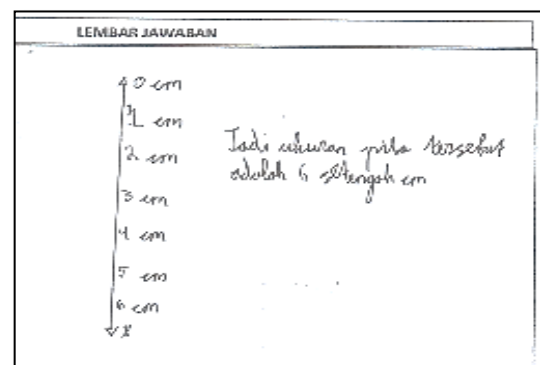 LEMBAR JAWABAN
0 cm
1 cm
2 cm
3 cm
4 cm
5 cm
6 cm
Jadi ukuran pita tersebut
adalah 6 setengah cm